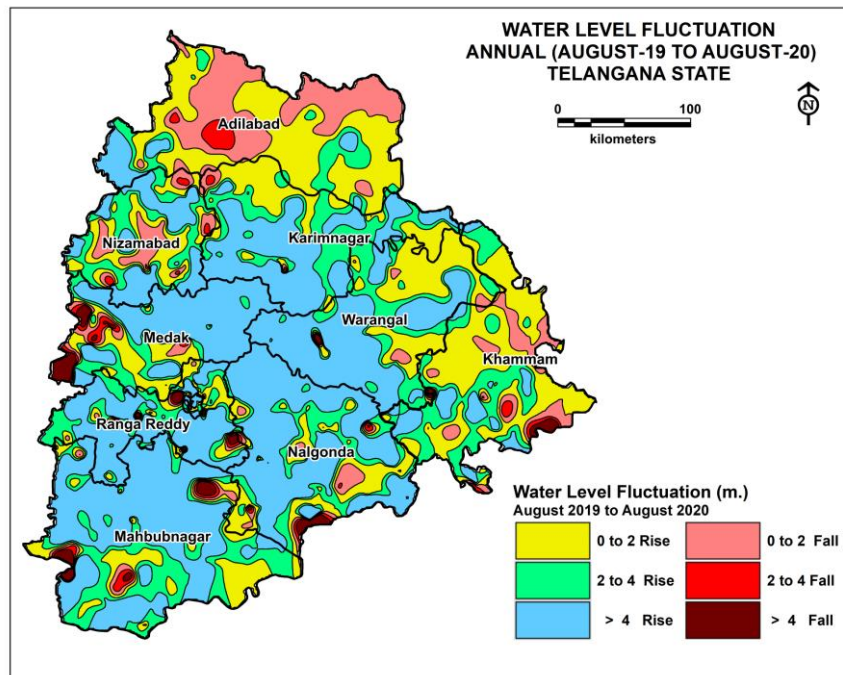 WATER LEVEL FLUCTUATION
ANNUAL (AUGUST-19 TO AUGUST-20)
TELANGANA STATE
0 100
kilometers
N
Adilabad
Nizamabad
Karimnagar
Medak
Warangal
Khammam
Ranga Reddy
Nalgonda
Mahbubnagar
Water Level Fluctuation (m.)
August 2019 to August 2020
0 to 2 Rise 0 to 2 Fall
2 to 4 Rise 2 to 4 Fall
> 4 Rise > 4 Fall